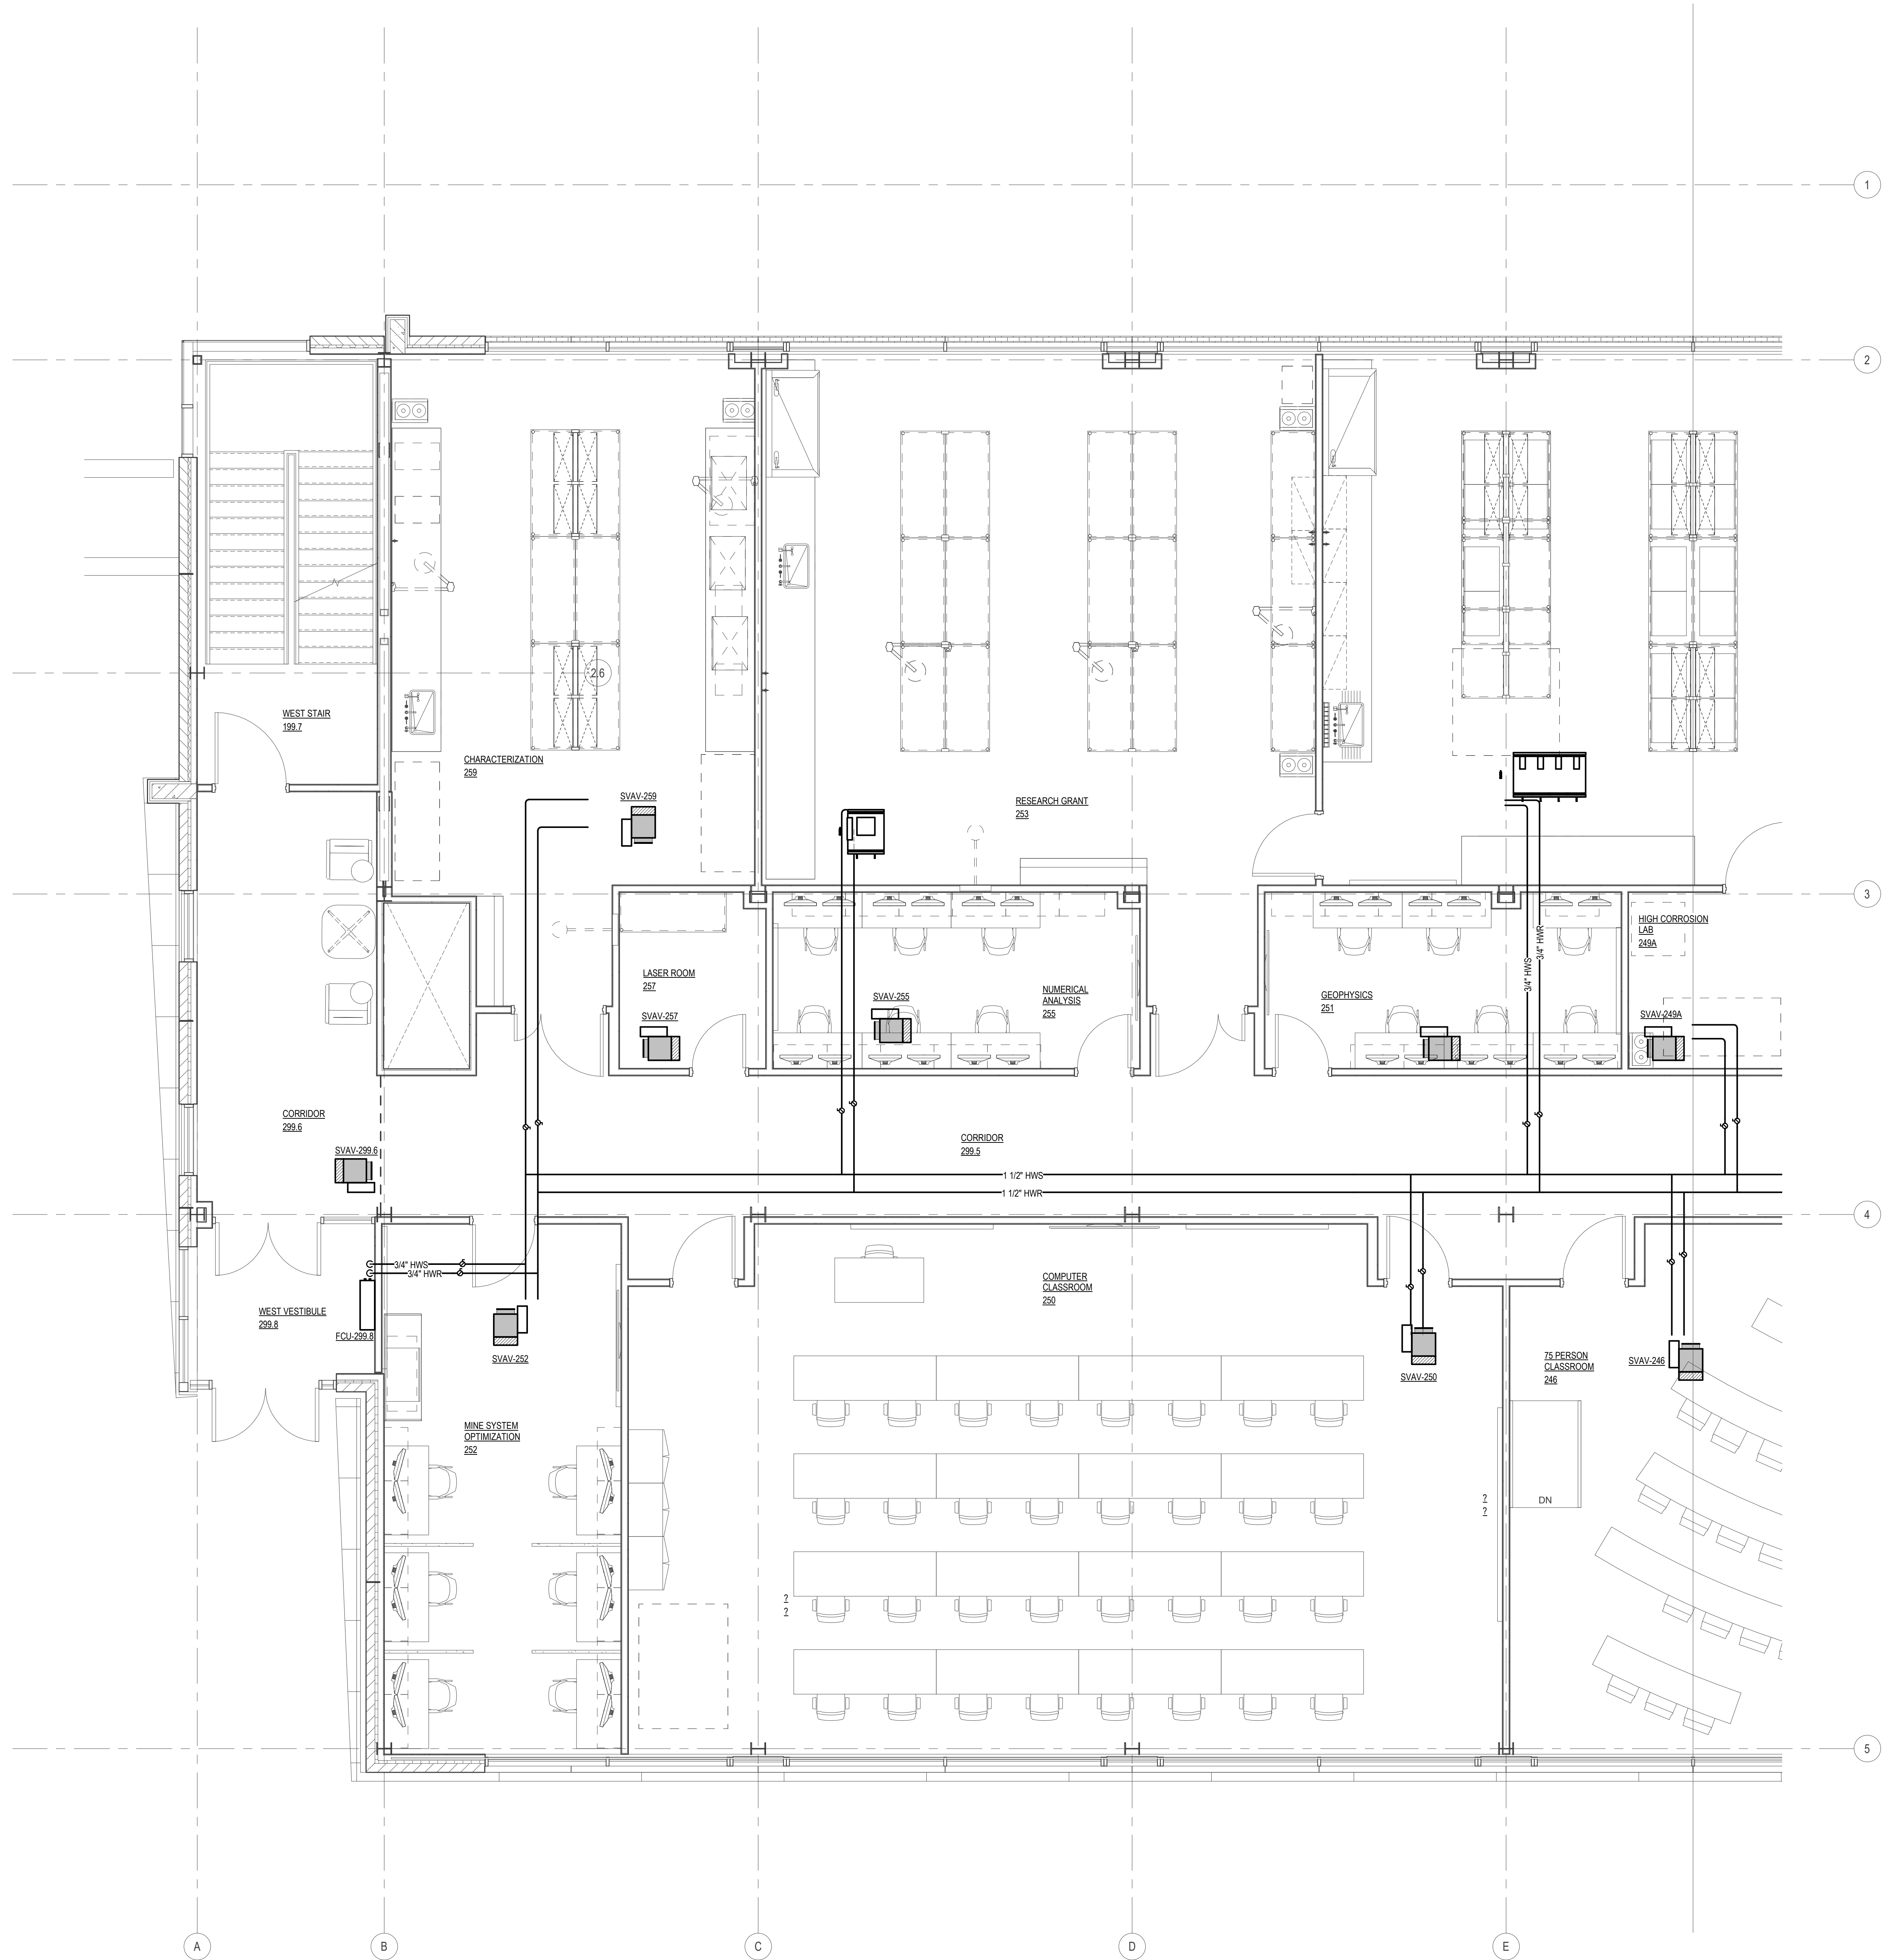 1
2
2.6
WEST STAIR
199.7
CHARACTERIZATION
259
SVAV-259
RESEARCH GRANT
253
3
HIGH CORROSION
LAB
249A
3/4" HWS
3/4" HWR
LASER ROOM
257
SVAV-257
SVAV-255
NUMERICAL
ANALYSIS
255
GEOPHYSICS
251
SVAV-249A
CORRIDOR
299.6
SVAV-299.6
CORRIDOR
299.5
1 1/2" HWS
1 1/2" HWR
4
3/4" HWS
3/4" HWR
WEST VESTIBULE
299.8
FCU-299.8
SVAV-252
COMPUTER
CLASSROOM
250
SVAV-250
75 PERSON
CLASSROOM
246
SVAV-246
MINE SYSTEM
OPTIMIZATION
252
?
?
DN
?
?
5
A
B
C
D
E